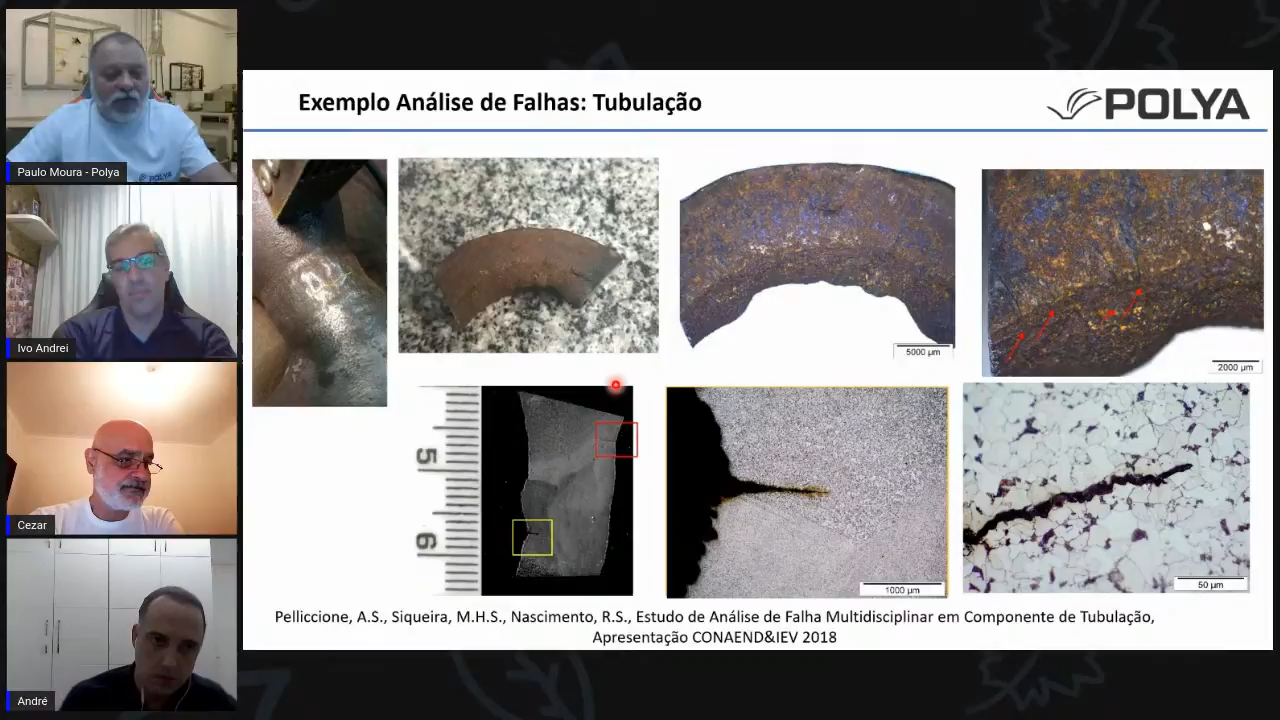 Exemplo Análise de Falhas: Tubulação
POLYA
Paulo Moura - Polya
POLYA
Ivo Andrei
Cezar
André
5000 µm
2000 µm
5
6
1000 µm
50 µm
Pelliccione, A.S., Siqueira, M.H.S., Nascimento, R.S., Estudo de Análise de Falha Multidisciplinar em Componente de Tubulação,
Apresentação CONAEND&IEV 2018